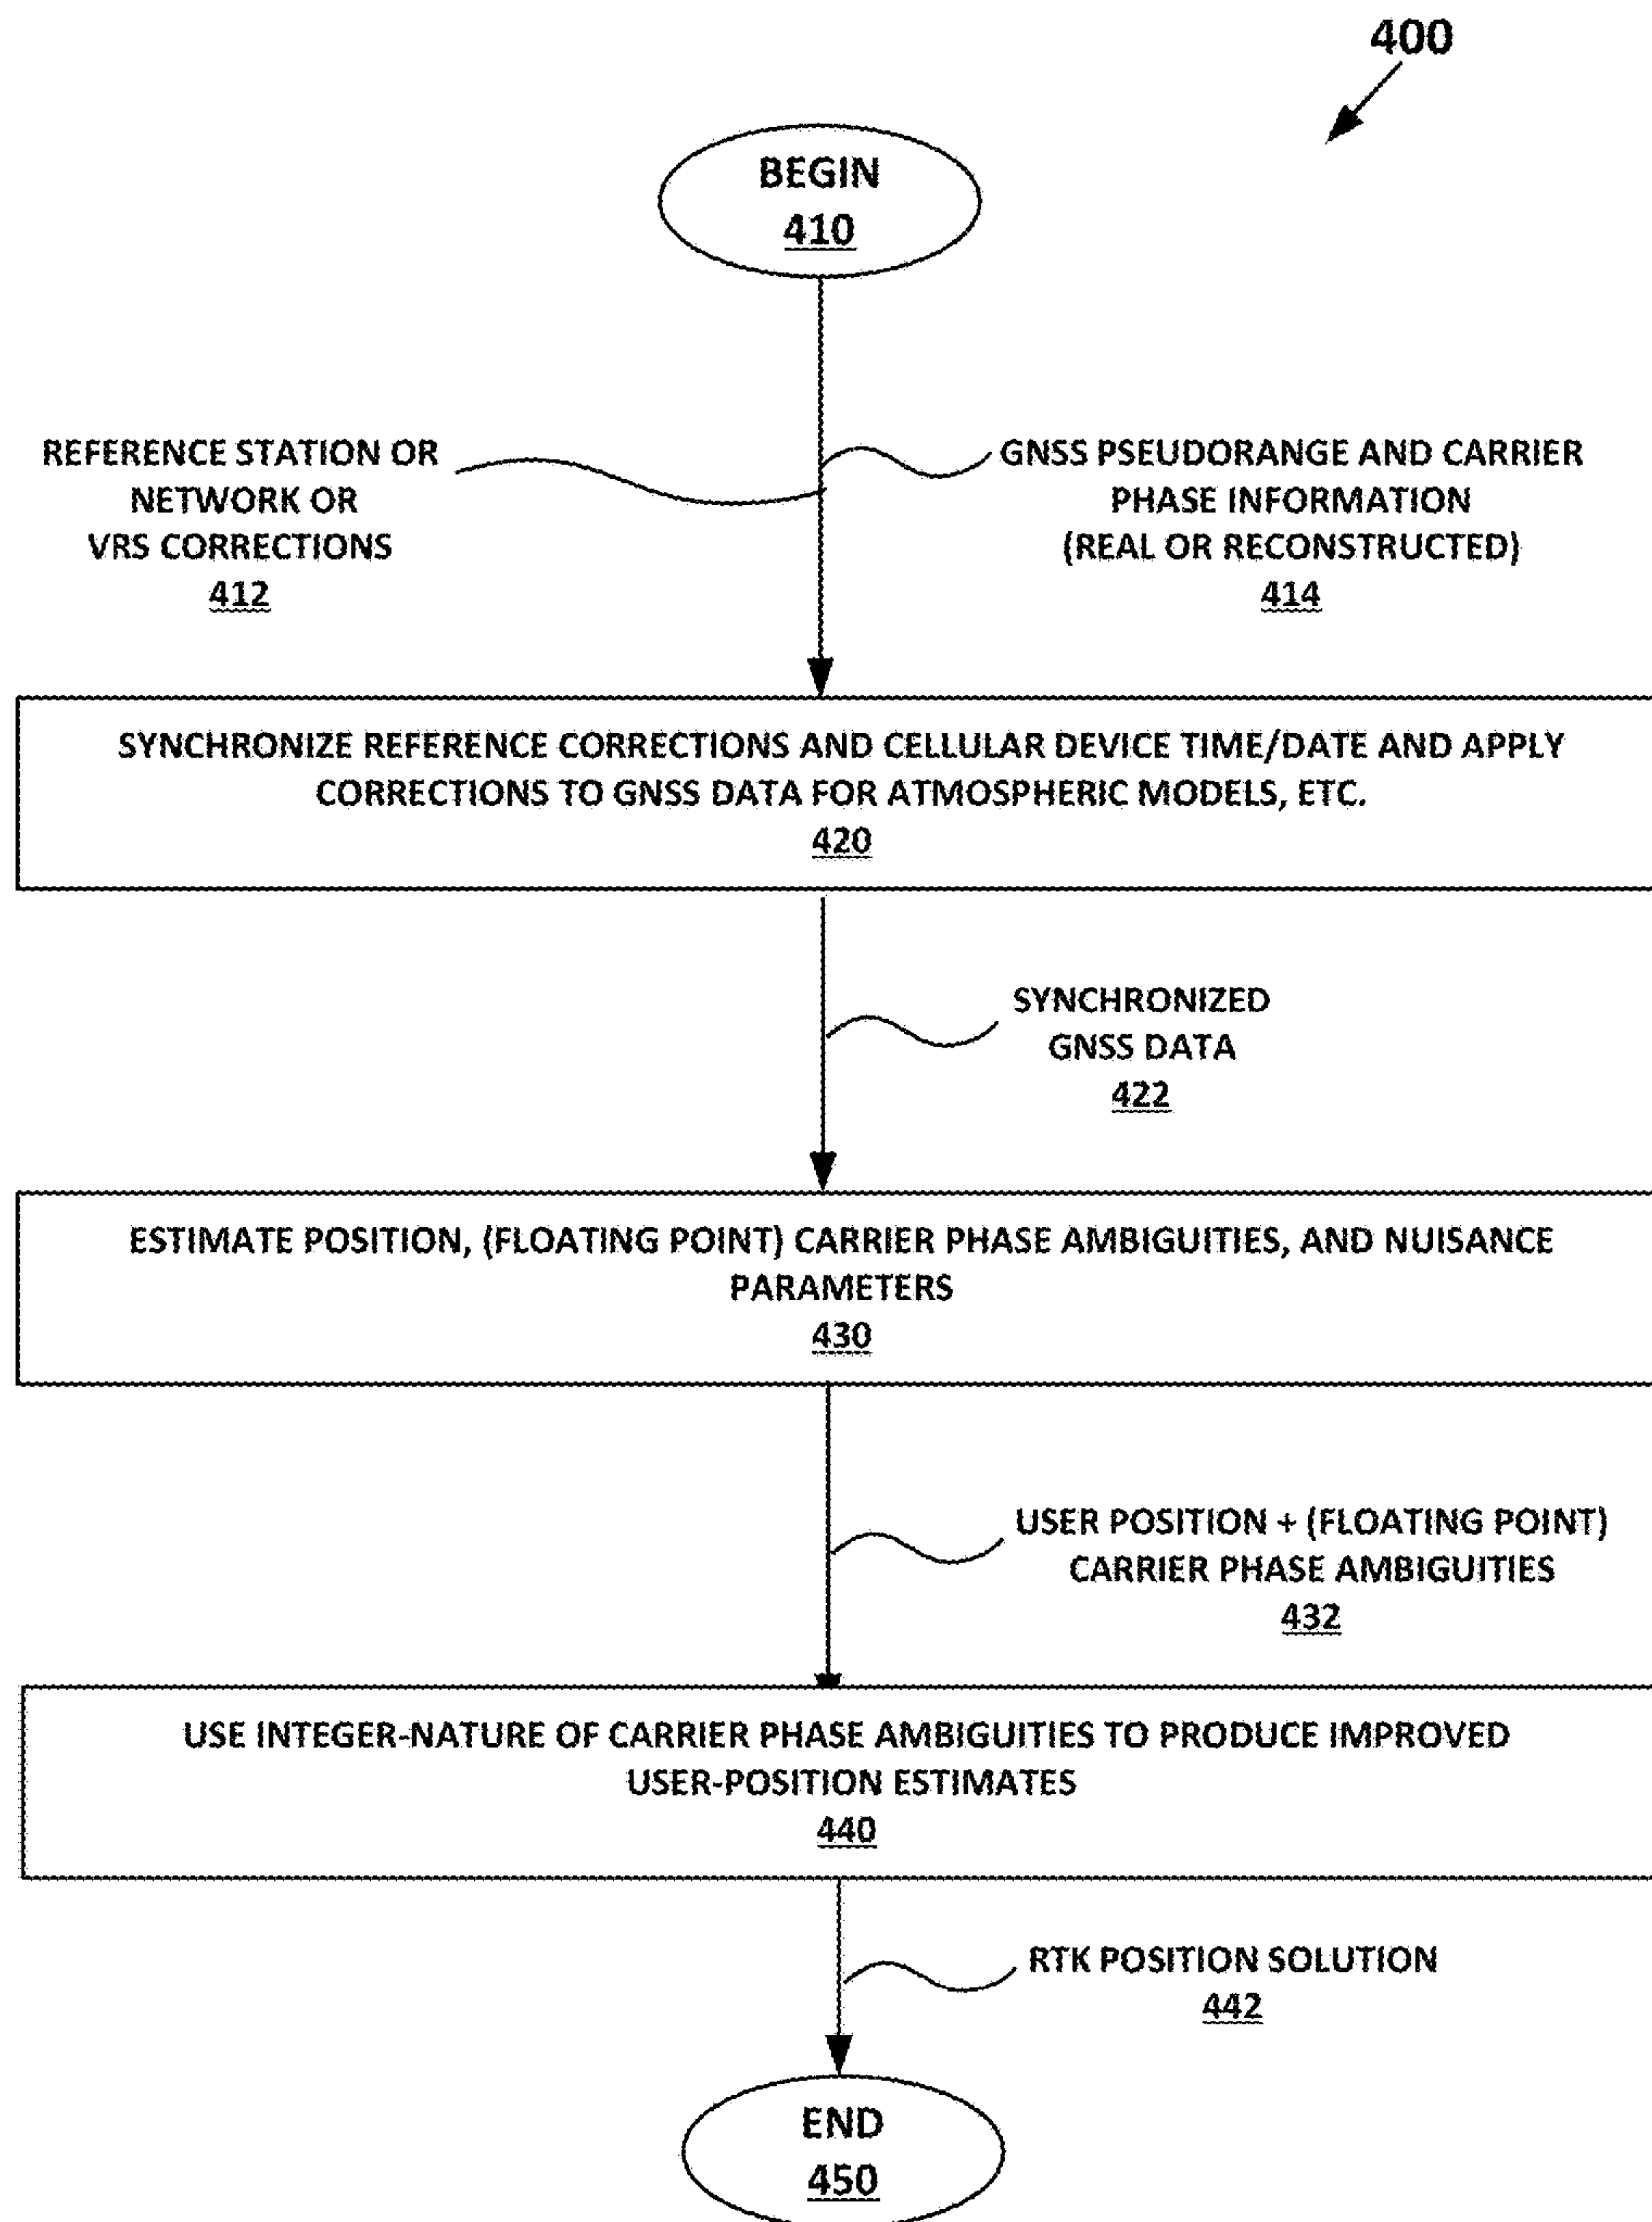 400
BEGIN
410
REFERENCE STATION OR
NETWORK OR
VRS CORRECTIONS
412
GNSS PSEUDORANGE AND CARRIER
PHASE INFORMATION
(REAL OR RECONSTRUCTED)
414
SYNCHRONIZE REFERENCE CORRECTIONS AND CELLULAR DEVICE TIME/DATE AND APPLY
CORRECTIONS TO GNSS DATA FOR ATMOSPHERIC MODELS, ETC.
420
SYNCHRONIZED
GNSS DATA
422
ESTIMATE POSITION, (FLOATING POINT) CARRIER PHASE AMBIGUITIES, AND NUISANCE
PARAMETERS
430
USER POSITION + (FLOATING POINT)
CARRIER PHASE AMBIGUITIES
432
USE INTEGER-NATURE OF CARRIER PHASE AMBIGUITIES TO PRODUCE IMPROVED
USER-POSITION ESTIMATES
440
RTK POSITION SOLUTION
442
END
450